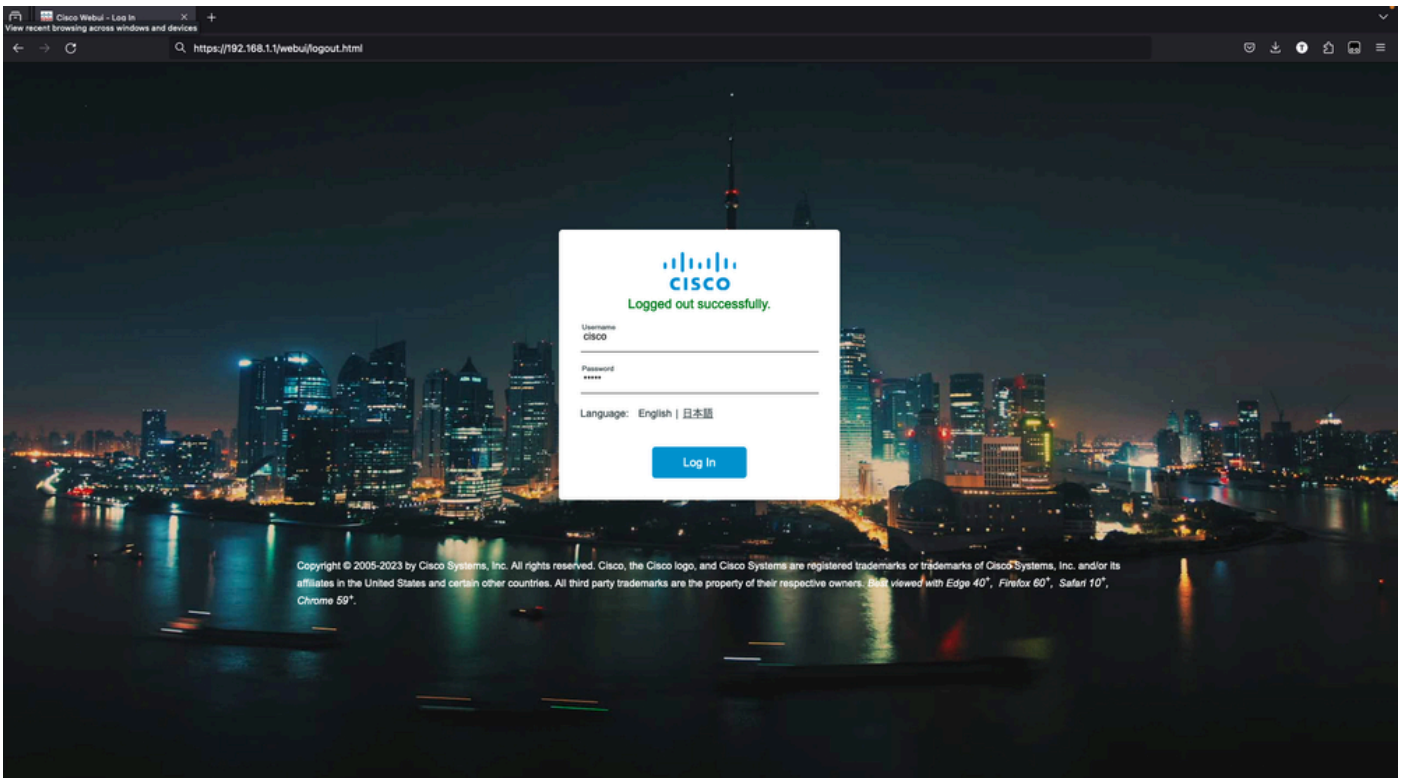 Cisco Webui - Log In
View recent browsing across windows and devices
https://192.168.1.1/webui/logout.html
CISCO
Logged out successfully.
Username
cisco
Password
•••••
Language: English | 日本語
Log In
Copyright © 2005-2023 by Cisco Systems, Inc. All rights reserved. Cisco, the Cisco logo, and Cisco Systems are registered trademarks or trademarks of Cisco Systems, Inc. and/or its
affiliates in the United States and certain other countries. All third party trademarks are the property of their respective owners. Best viewed with Edge 40⁺, Firefox 60⁺, Safari 10⁺,
Chrome 59⁺.